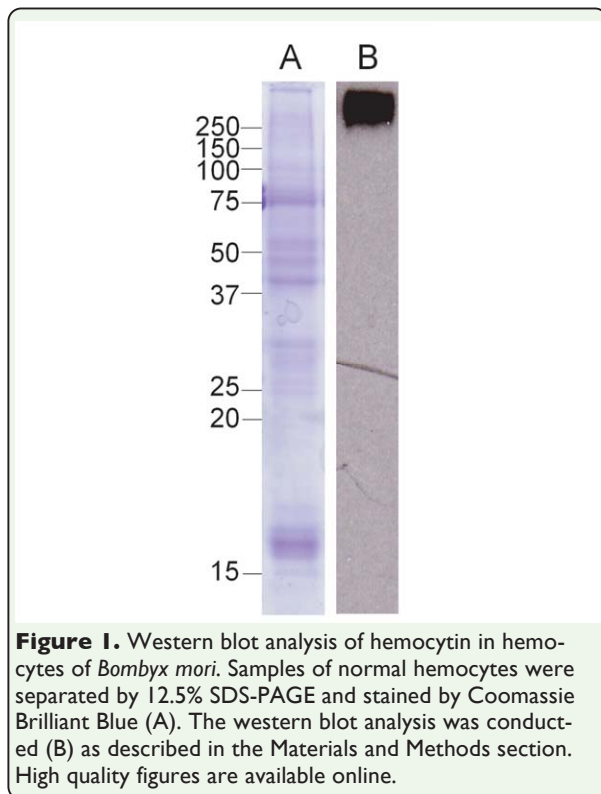 A B
250
150
100
75
50
37
25
20
15
Figure 1. Western blot analysis of hemocytin in hemo-
cytes of Bombyx mori. Samples of normal hemocytes were
separated by 12.5% SDS-PAGE and stained by Coomassie
Brilliant Blue (A). The western blot analysis was conduct-
ed (B) as described in the Materials and Methods section.
High quality figures are available online.